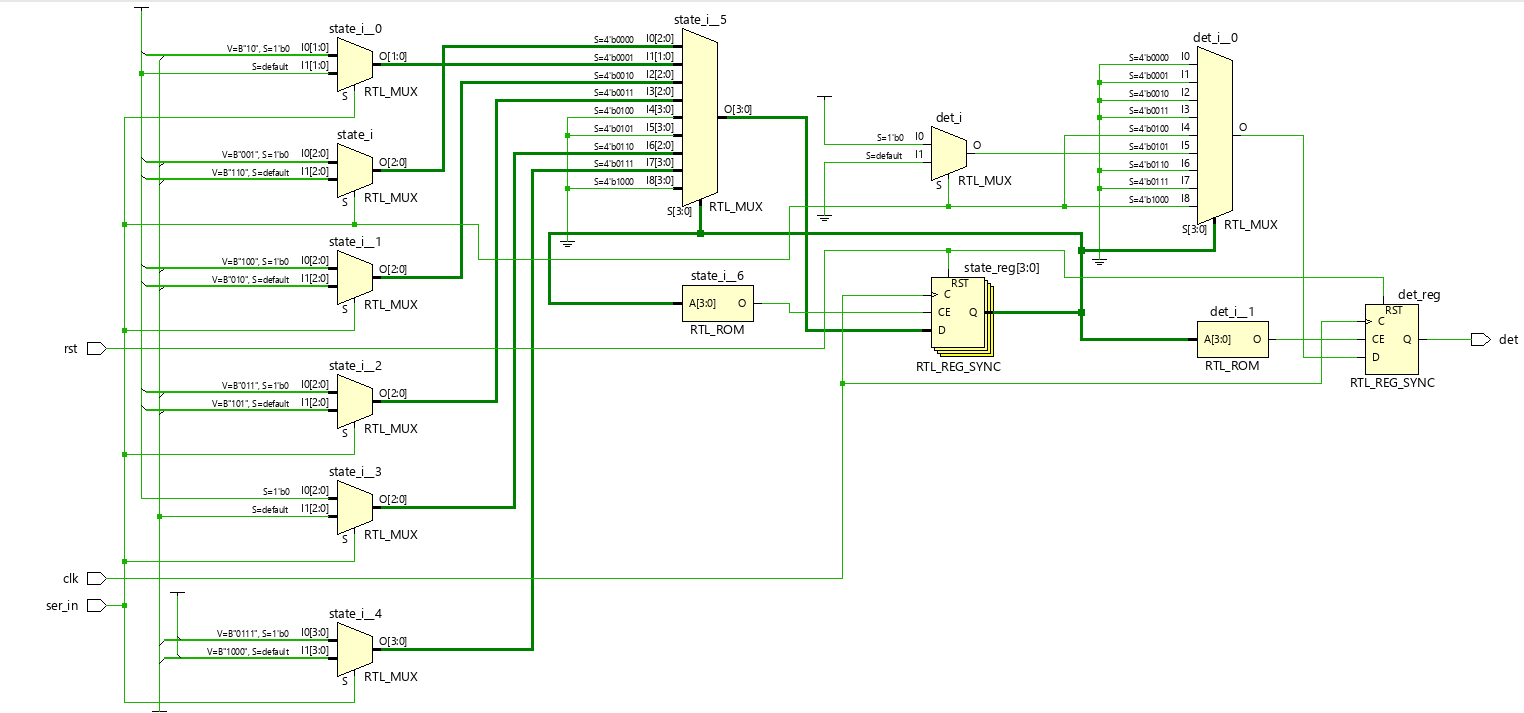 state_i__0
V=B"10", S=1'b0 I0[1:0]
S=default I1[1:0]
O[1:0]
S
RTL_MUX
state_i
V=B"001", S=1'b0 I0[2:0]
V=B"110", S=default I1[2:0]
O[2:0]
S
RTL_MUX
state_i__1
V=B"100", S=1'b0 I0[2:0]
V=B"010", S=default I1[2:0]
O[2:0]
S
RTL_MUX
rst
state_i__2
V=B"011", S=1'b0 I0[2:0]
V=B"101", S=default I1[2:0]
O[2:0]
S
RTL_MUX
state_i__3
S=1'b0 I0[2:0]
S=default I1[2:0]
O[2:0]
S
RTL_MUX
clk
ser_in
state_i__4
V=B"0111", S=1'b0 I0[3:0]
V=B"1000", S=default I1[3:0]
O[3:0]
S
RTL_MUX
state_i__5
S=4'b0000 I0[2:0]
S=4'b0001 I1[1:0]
S=4'b0010 I2[2:0]
S=4'b0011 I3[2:0]
S=4'b0100 I4[3:0]
S=4'b0101 I5[3:0]
S=4'b0110 I6[2:0]
S=4'b0111 I7[3:0]
S=4'b1000 I8[3:0]
O[3:0]
S[3:0]
RTL_MUX
state_i__6
A[3:0] O
RTL_ROM
det_i
S=1'b0 I0
S=default I1
O
S
RTL_MUX
state_reg[3:0]
RST
C
CE Q
D
RTL_REG_SYNC
det_i__0
S=4'b0000 I0
S=4'b0001 I1
S=4'b0010 I2
S=4'b0011 I3
S=4'b0100 I4
S=4'b0101 I5
S=4'b0110 I6
S=4'b0111 I7
S=4'b1000 I8
O
S[3:0]
RTL_MUX
det_i__1
A[3:0] O
RTL_ROM
det_reg
RST
C
CE Q
D
RTL_REG_SYNC
det